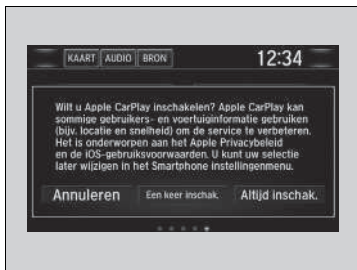 KAART AUDIO BRON 12:34
Wilt u Apple CarPlay inschakelen? Apple CarPlay kan
sommige gebruikers- en voertuiginformatie gebruiken
(bijv. locatie en snelheid) om de service te verbeteren.
Het is onderworpen aan het Apple Privacybeleid
en de iOS-gebruiksvoorwaarden. U kunt uw selectie
later wijzigen in het Smartphone instellingenmenu.
Annuleren Een keer inschak. Altijd inschak.